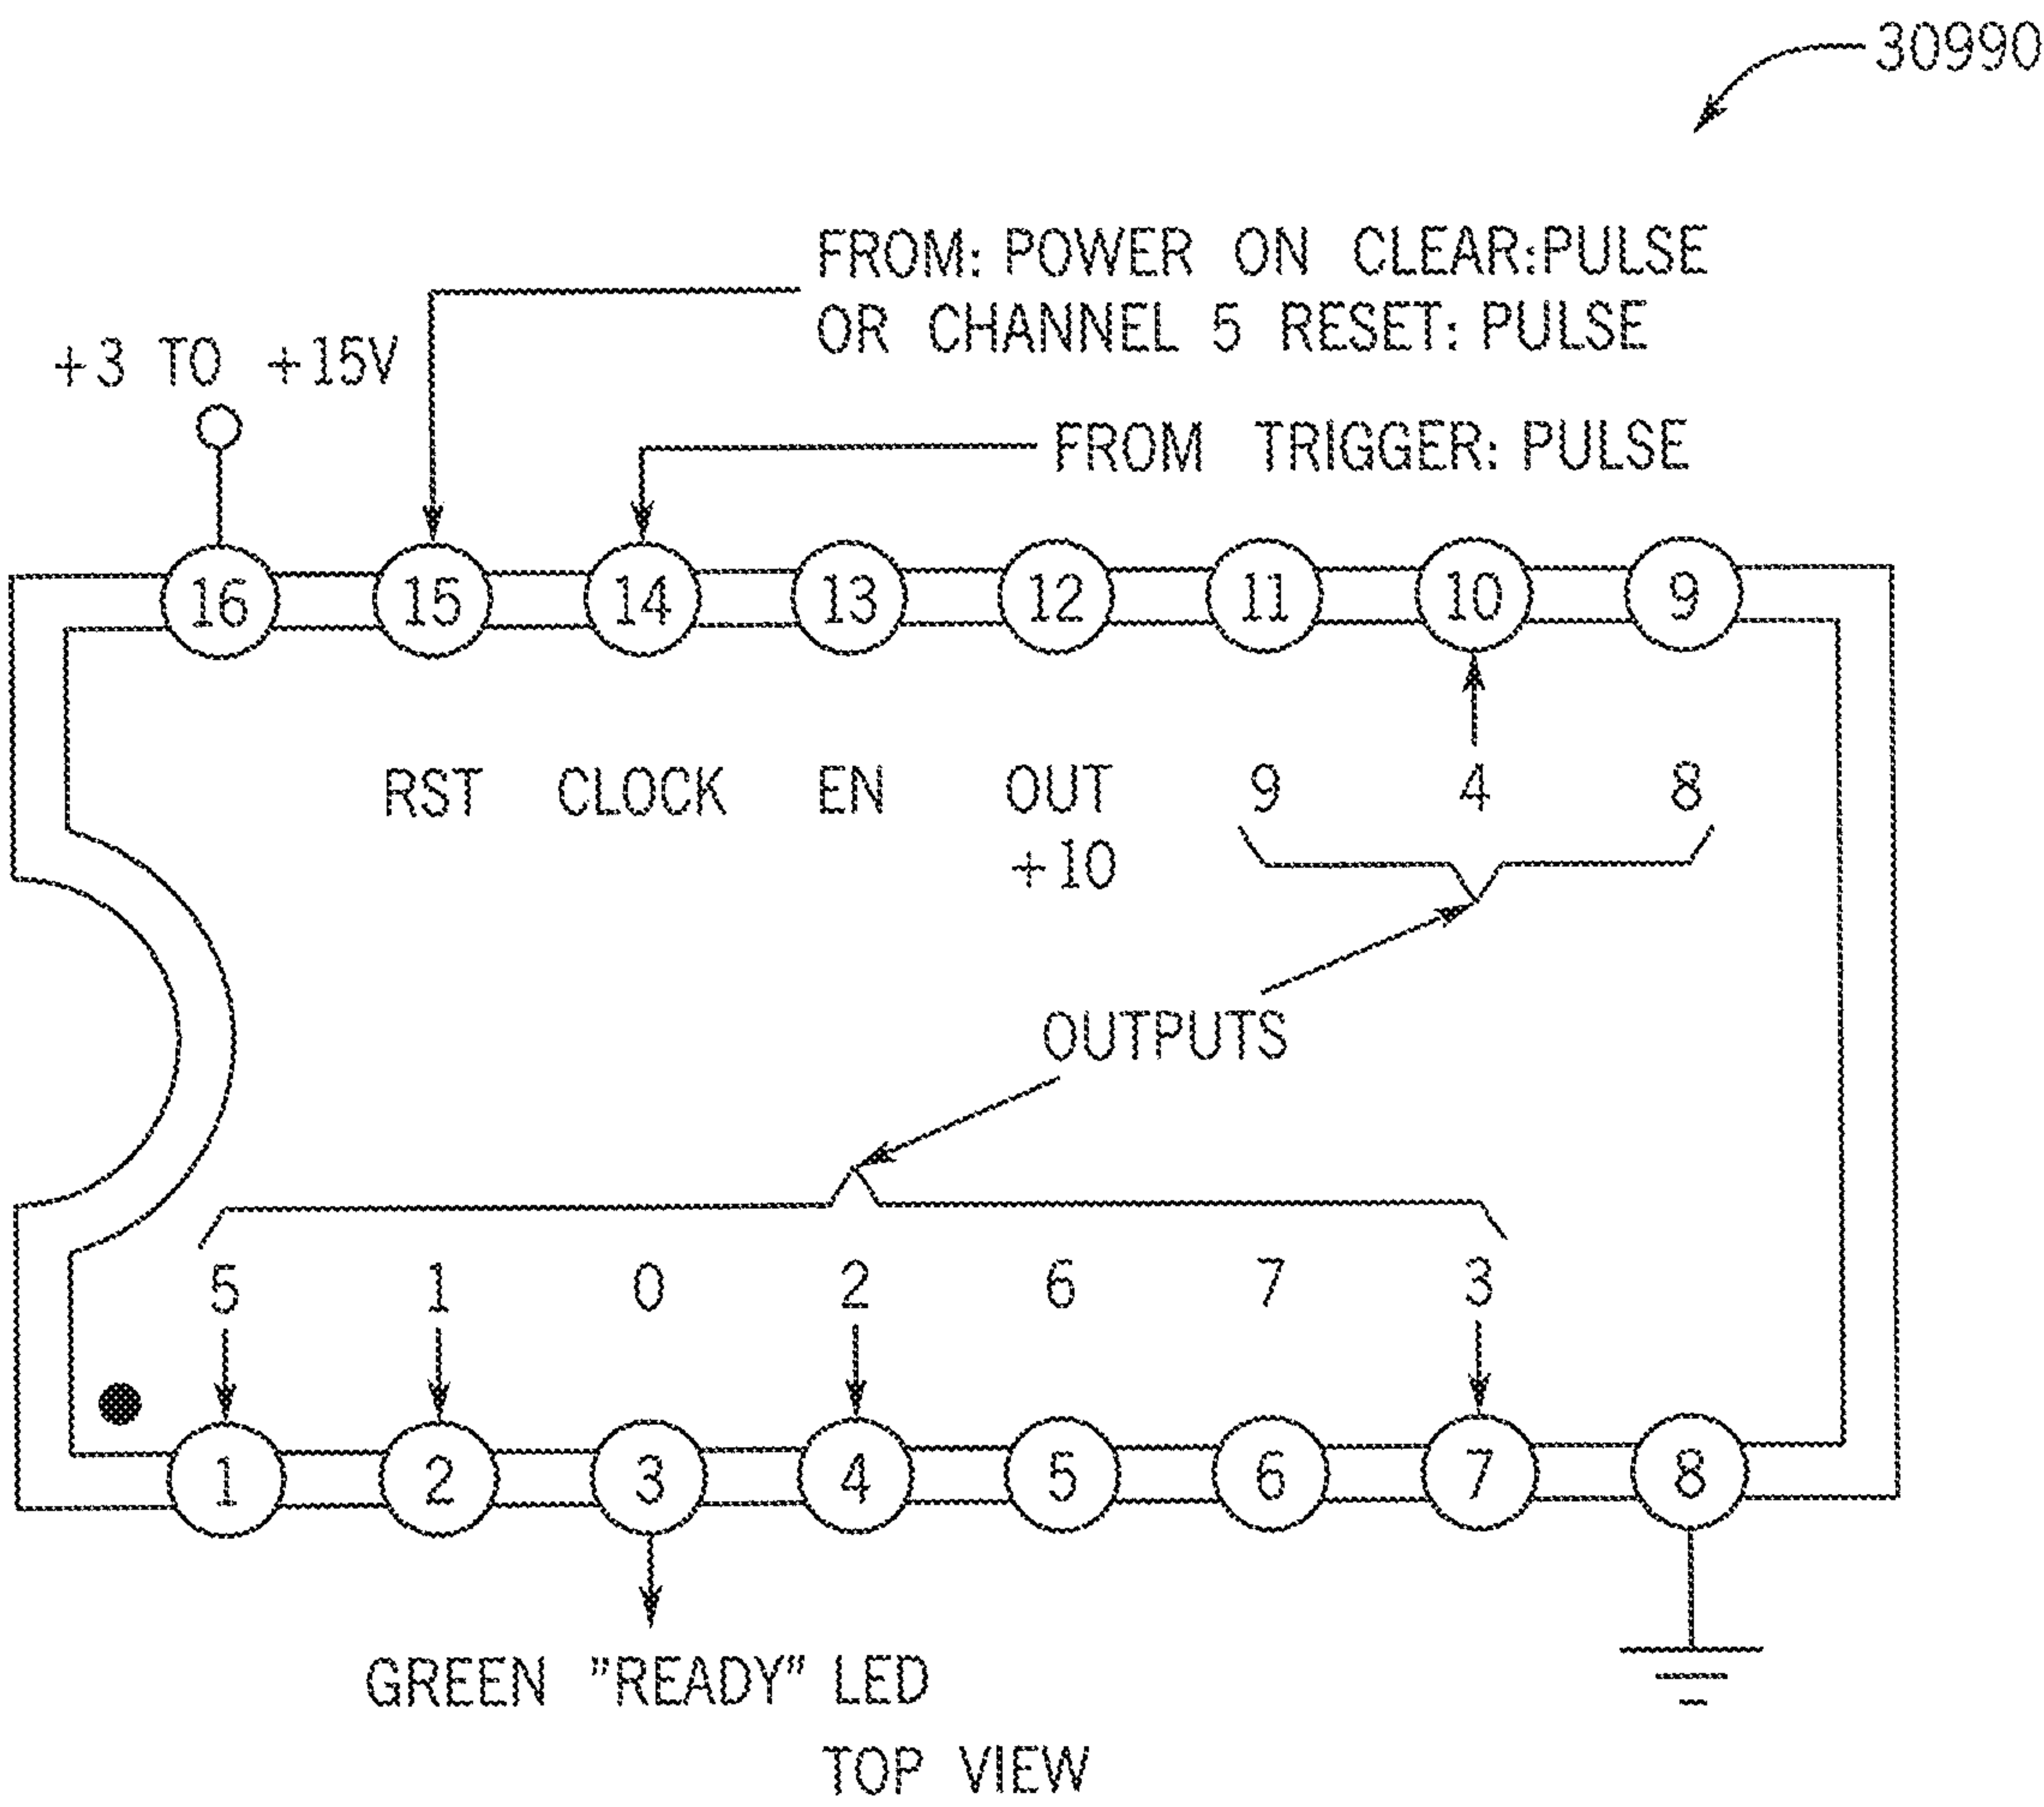 30990
FROM: POWER ON CLEAR:PULSE
OR CHANNEL 5 RESET: PULSE
+3 TO +15V
FROM TRIGGER: PULSE
16 15 14 13 12 11 10 9
RST CLOCK EN OUT 9 4 8
+10
OUTPUTS
5 1 0 2 6 7 3
1 2 3 4 5 6 7 8
GREEN "READY" LED
TOP VIEW